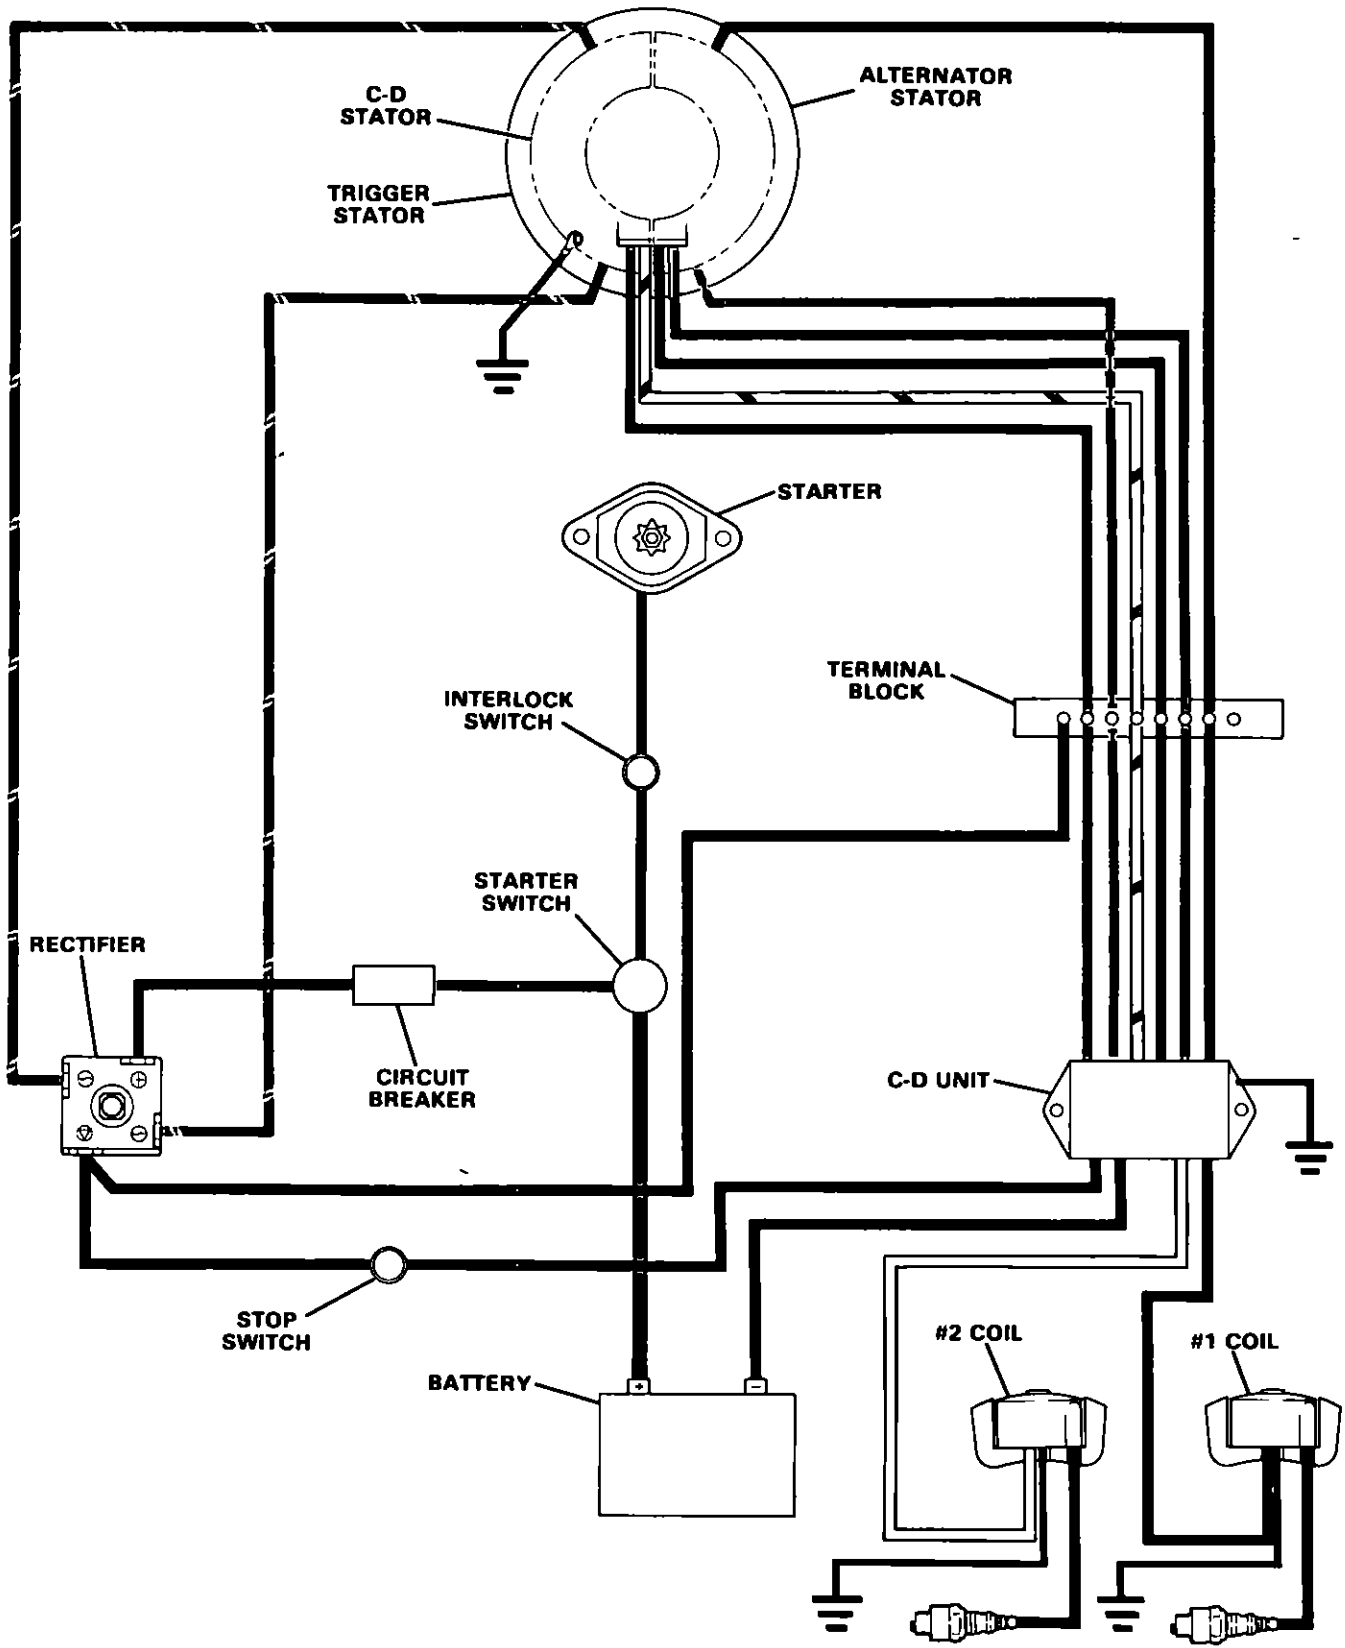 ALTERNATOR
STATOR
C-D
STATOR
TRIGGER
STATOR
STARTER
TERMINAL
BLOCK
INTERLOCK
SWITCH
STARTER
SWITCH
RECTIFIER
CIRCUIT
BREAKER
C-D UNIT
STOP
SWITCH
#2 COIL
#1 COIL
BATTERY
+
−